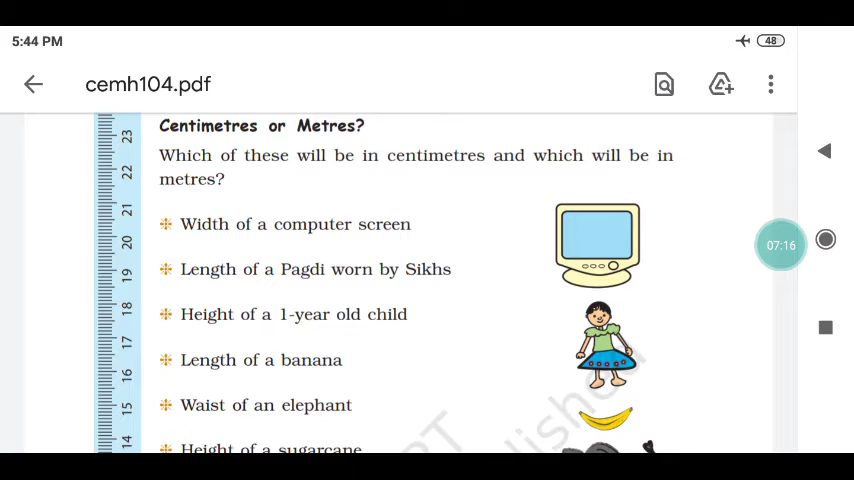 5:44 PM
48
cemh104.pdf
Centimetres or Metres?
Which of these will be in centimetres and which will be in
metres?
Width of a computer screen
Length of a Pagdi worn by Sikhs
Height of a 1-year old child
Length of a banana
Waist of an elephant
Height of a sugarcane
23
22
21
20
19
18
17
16
15
14
07:16